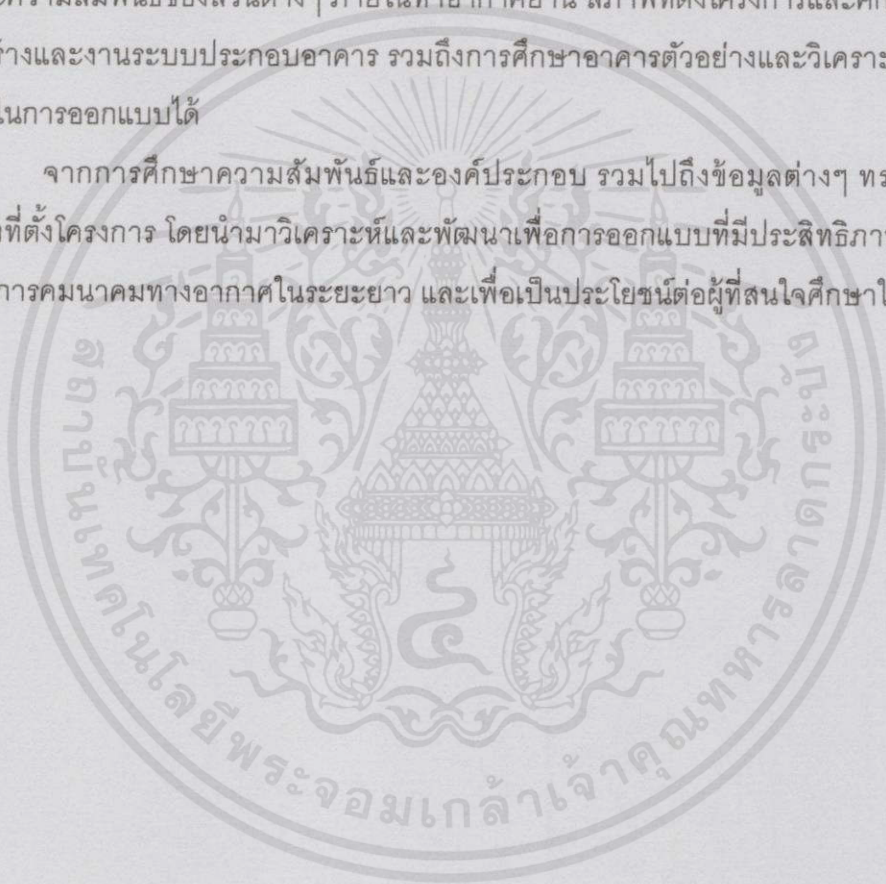 ความสัมพันธ์ของส่วนต่างๆ ภายในท่าอากาศยาน สภาพที่ตั้งโครงการและ
ร้างและงานระบบประกอบอาคาร รวมถึงการศึกษาอาคารตัวอย่างและวิเคราะ
นการออกแบบได้
จากการศึกษาความสัมพันธ์และองค์ประกอบ รวมไปถึงข้อมูลต่างๆ ทร
ที่ตั้งโครงการ โดยนำมาวิเคราะห์และพัฒนาเพื่อการออกแบบที่มีประสิทธิภา
การคมนาคมทางอากาศในระยะยาว และเพื่อเป็นประโยชน์ต่อผู้ที่สนใจศึกษาใ
สถาบันเทคโนโลยีพระจอมเกล้าเจ้าคุณทหารลาดกระบัง